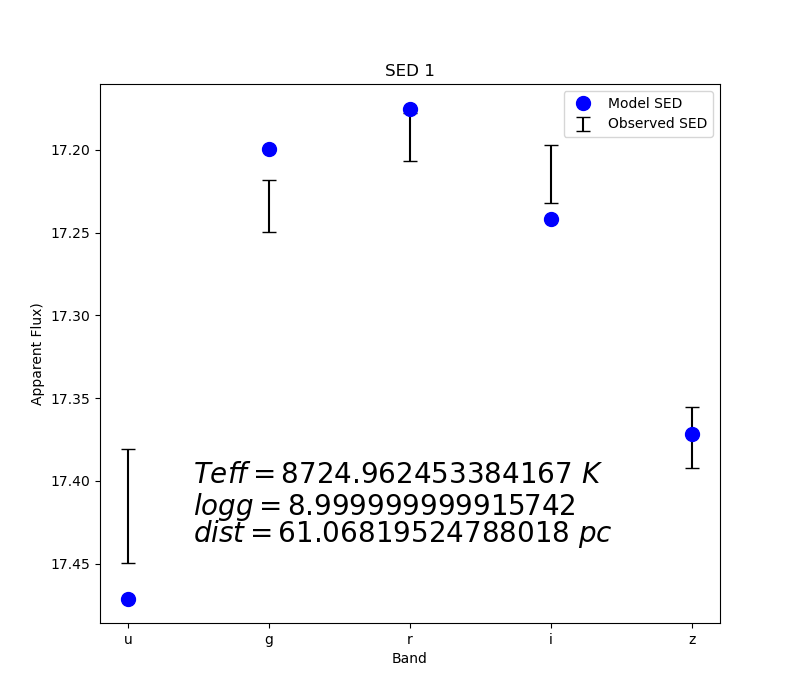 SED 1
Model SED
Observed SED
17.20
17.25
17.30
17.35
17.40
17.45
Apparent Flux)
Teff = 8724.962453384167 K
logg = 8.999999999915742
dist = 61.06819524788018 pc
u g r i z
Band